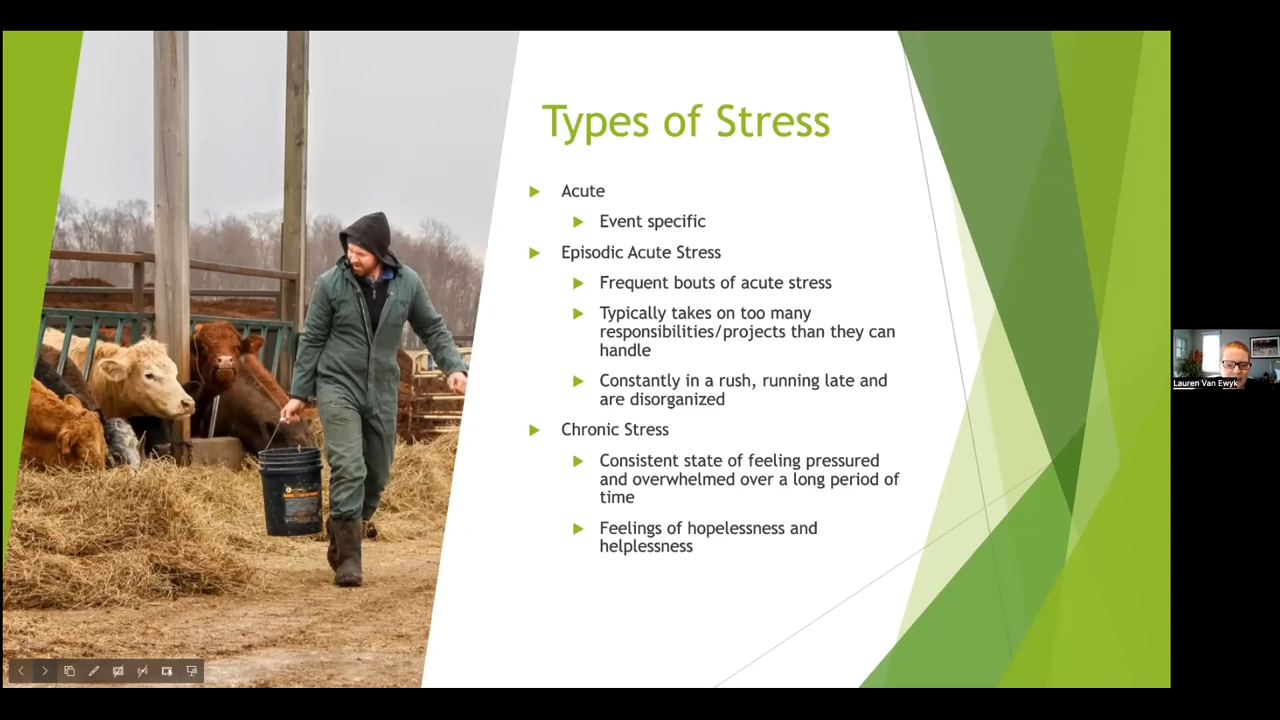 Types of Stress
Acute
Event specific
Episodic Acute Stress
Frequent bouts of acute stress
Typically takes on too many
responsibilities/projects than they can
handle
Constantly in a rush, running late and
are disorganized
Chronic Stress
Consistent state of feeling pressured
and overwhelmed over a long period of
time
Feelings of hopelessness and
helplessness
Lauren Van Ewyk